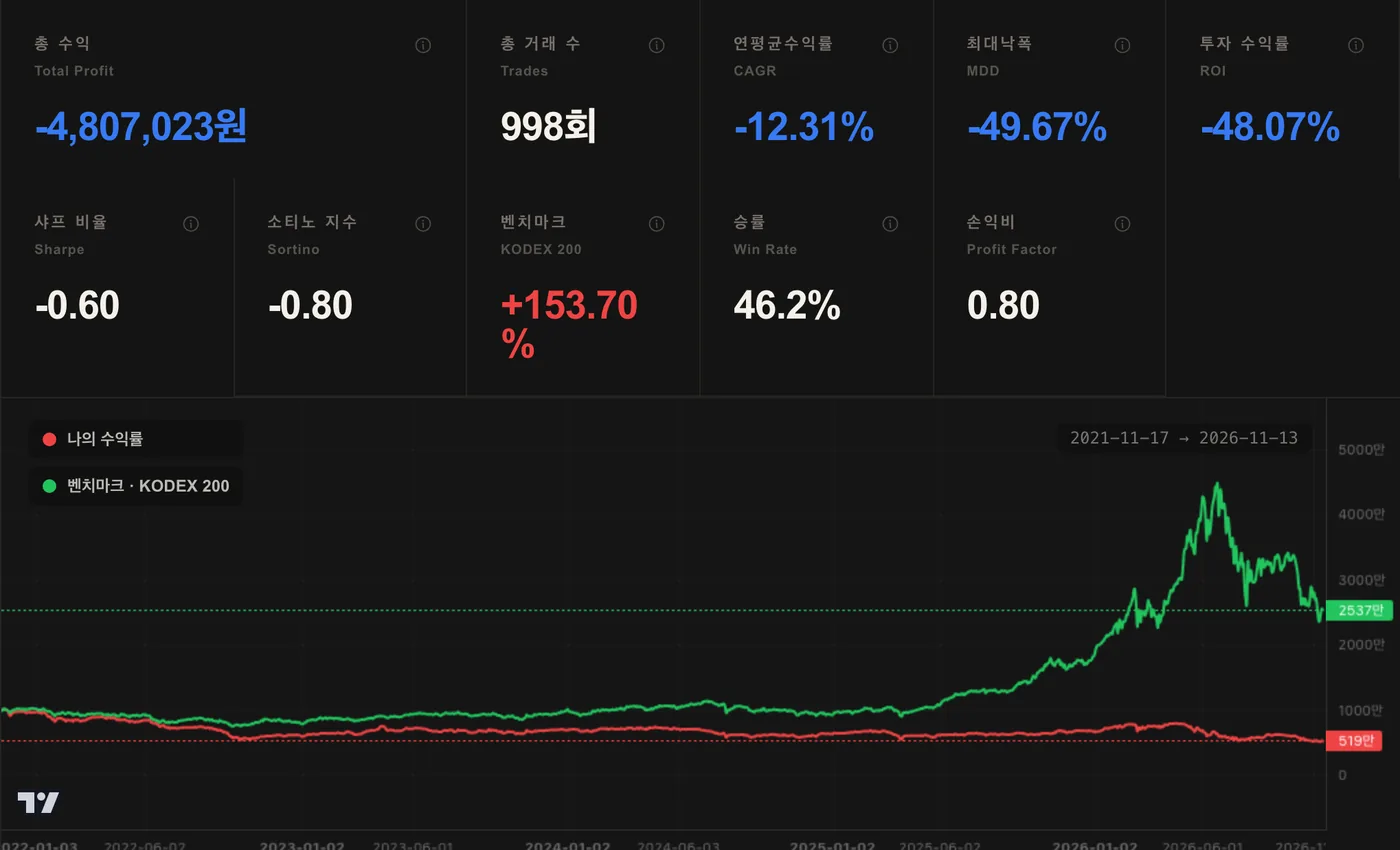 총 수익
Total Profit
-4,807,023원
총 거래 수
Trades
998회
연평균수익률
CAGR
-12.31%
최대낙폭
MDD
-49.67%
투자 수익률
ROI
-48.07%
샤프 비율
Sharpe
-0.60
소티노 지수
Sortino
-0.80
벤치마크
KODEX 200
+153.70
%
승률
Win Rate
46.2%
손익비
Profit Factor
0.80
나의 수익률
벤치마크 · KODEX 200
2021-11-17 → 2026-11-13
5000만
4000만
3000만
2537만
2000만
1000만
519만
0
022-01-03 2022-06-02 2023-01-02 2023-06-01 2024-01-02 2024-06-03 2025-01-02 2025-06-02 2026-01-02 2026-06-01